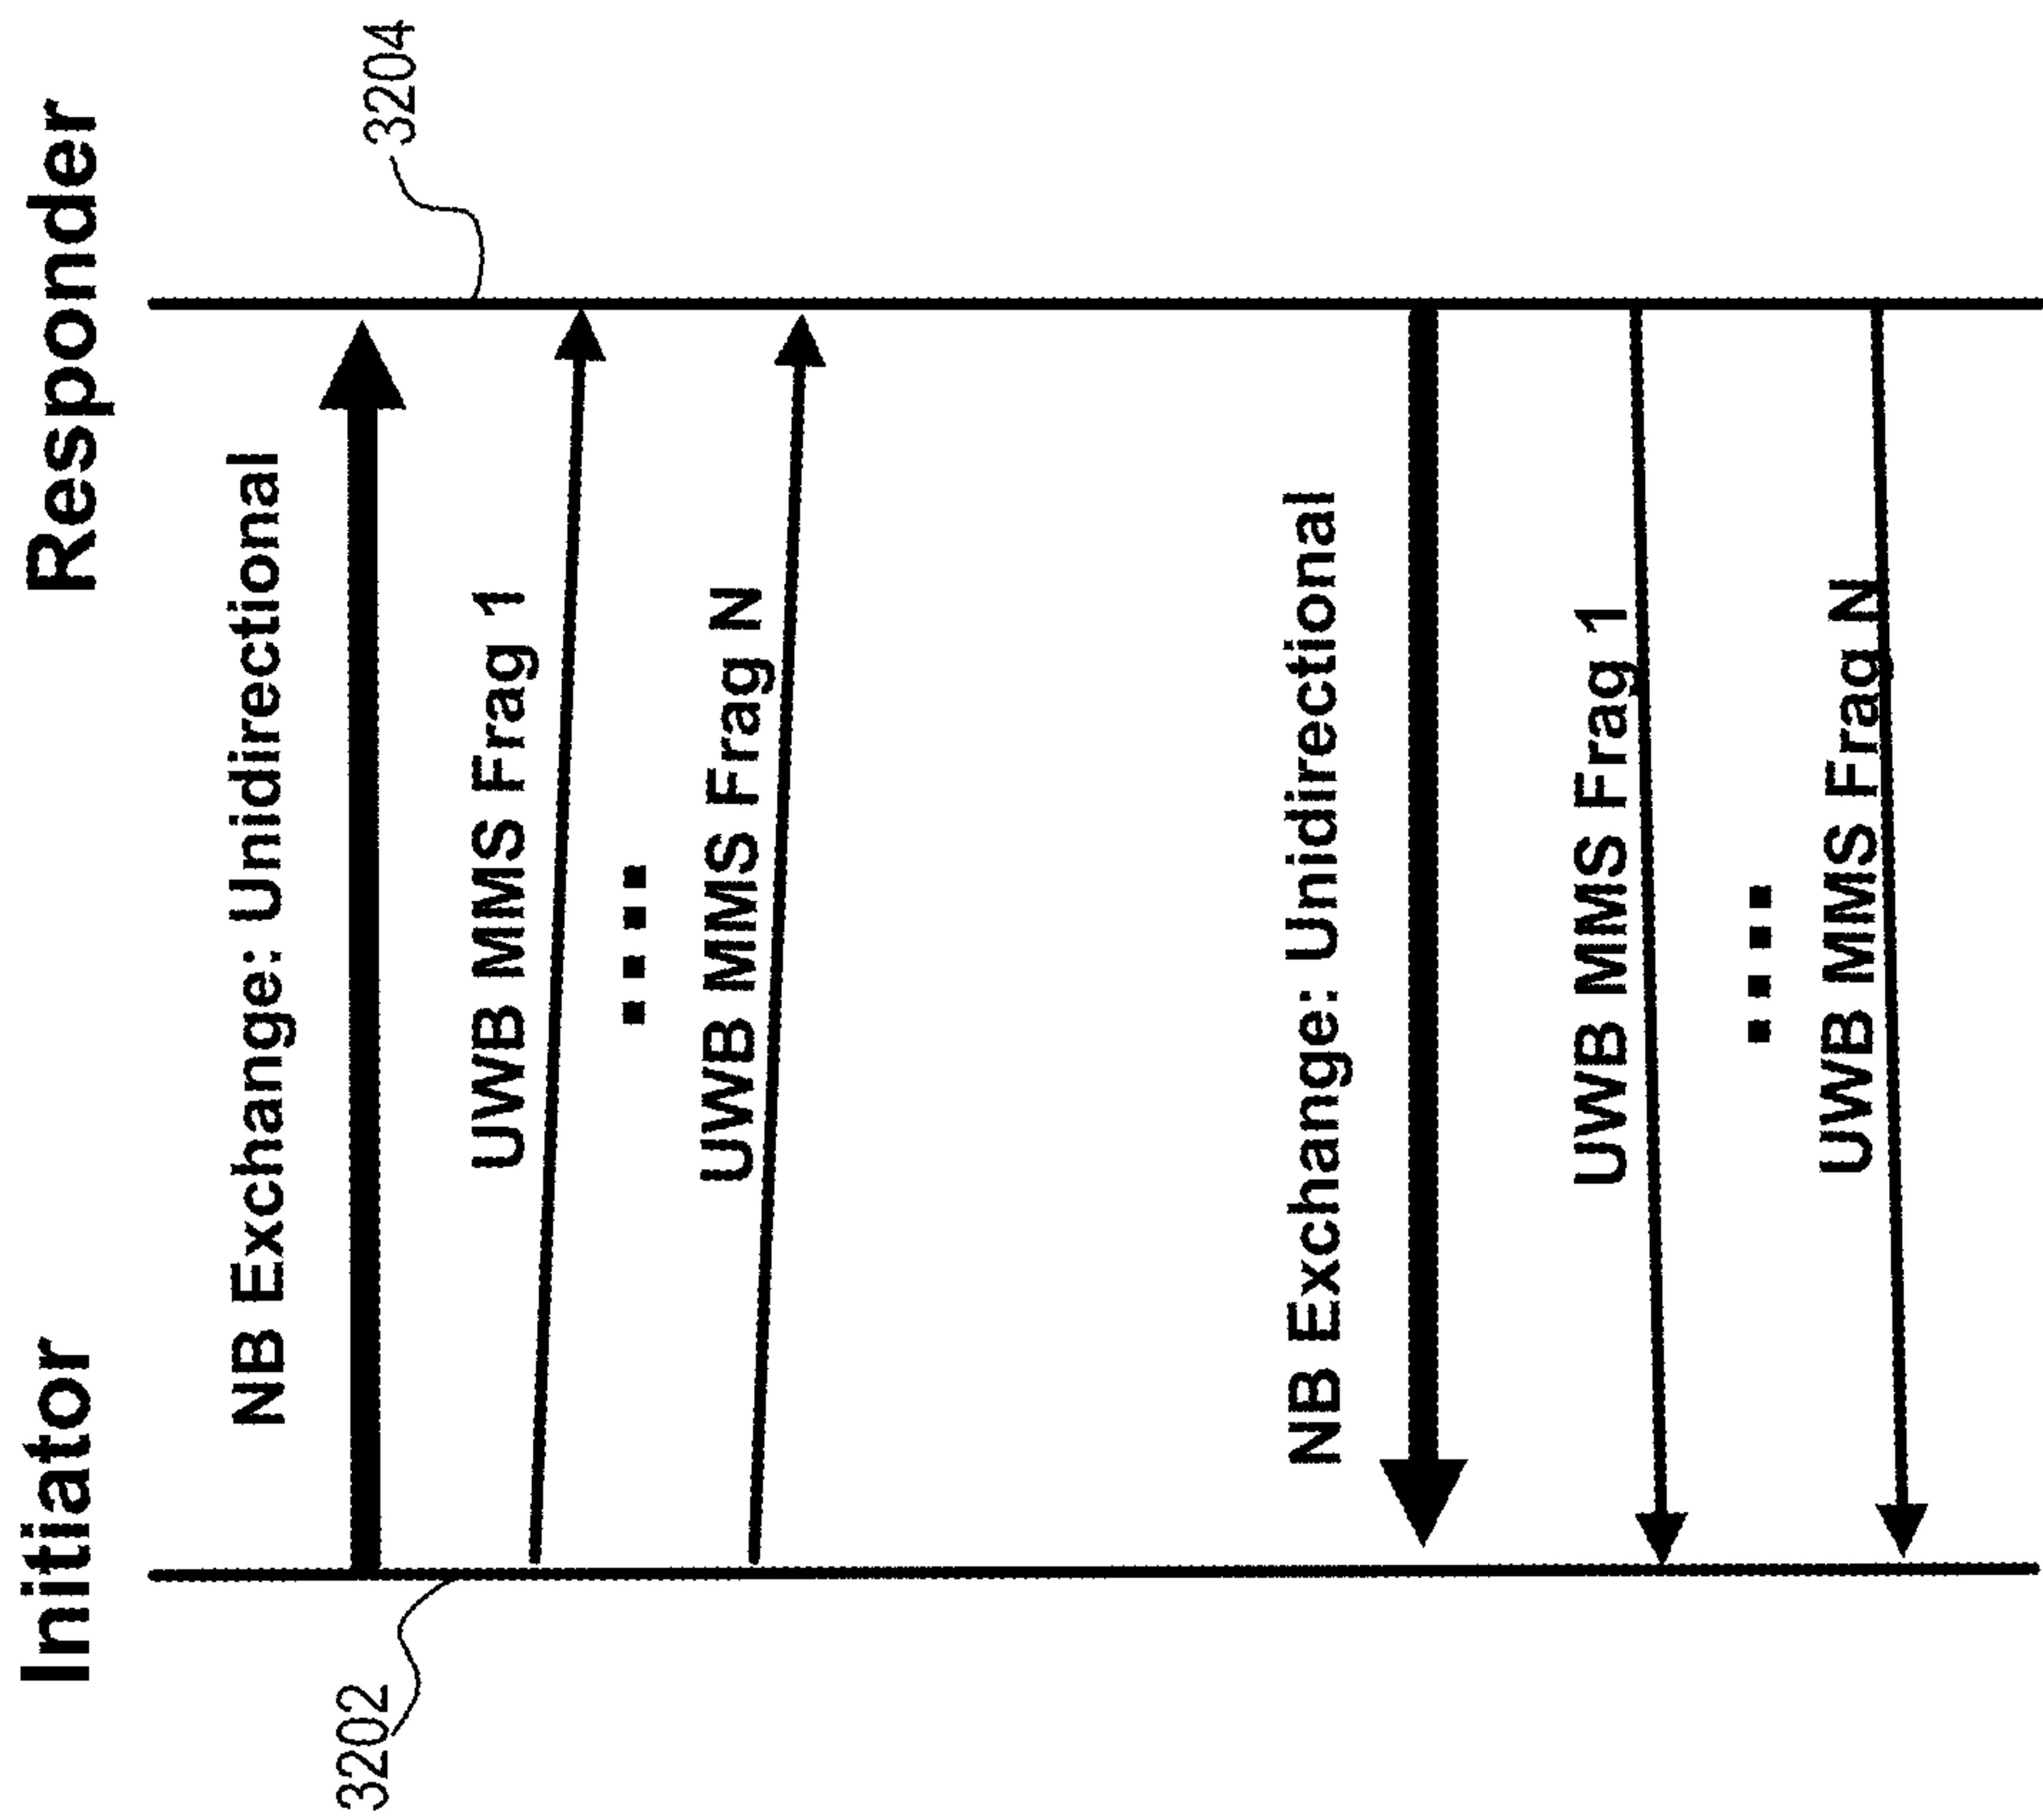 Initiator
Responder
3202
3204
NB Exchange: Unidirectional
UWB MMS Frag 1
UWB MMS Frag N
NB Exchange: Unidirectional
UWB MMS Frag 1
UWB MMS Frag N